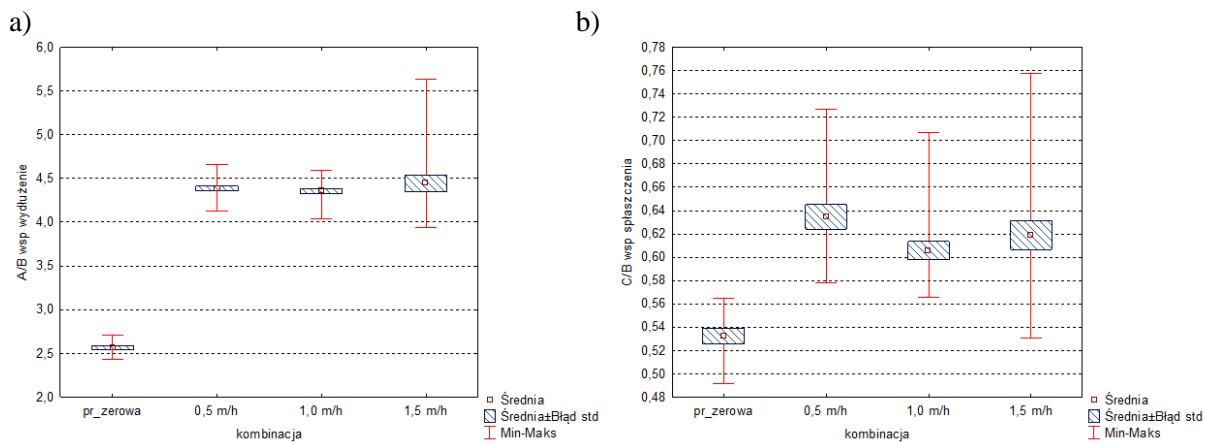 a)
6,0
5,5
5,0
4,5
4,0
3,5
3,0
2,5
2,0
A/B wsp wydłużenie
pr_zerowa 0,5 m/h 1,0 m/h 1,5 m/h
kombinacja
Średnia
Średnia±Błąd std
Min-Maks
b)
0,78
0,76
0,74
0,72
0,70
0,68
0,66
0,64
0,62
0,60
0,58
0,56
0,54
0,52
0,50
0,48
C/B wsp spłaszczenia
pr_zerowa 0,5 m/h 1,0 m/h 1,5 m/h
kombinacja
Średnia
Średnia±Błąd std
Min-Maks